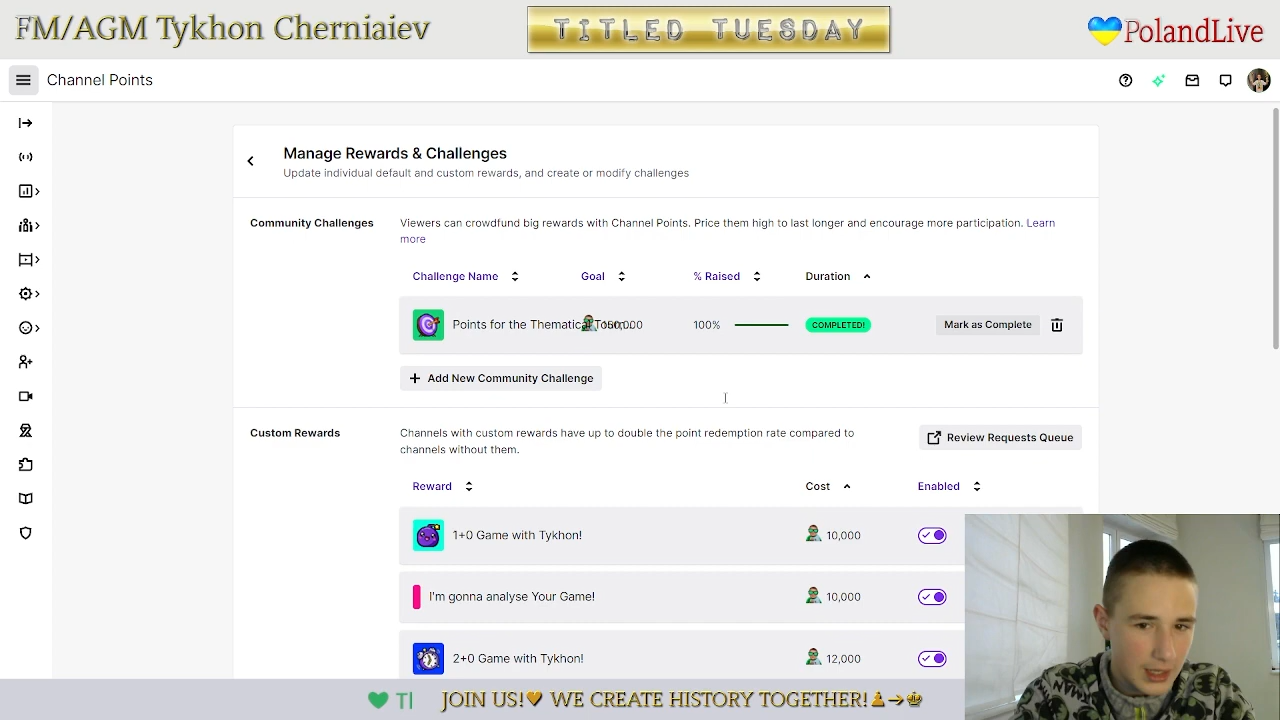 FM/AGM Tykhon Cherniaiev
TITLED TUESDAY
PolandLive
Channel Points
Manage Rewards & Challenges
Update individual default and custom rewards, and create or modify challenges
Community Challenges
Viewers can crowdfund big rewards with Channel Points. Price them high to last longer and encourage more participation. Learn
more
Challenge Name
Goal
% Raised
Duration
Points for the Thematic
100%
COMPLETED!
Mark as Complete
Add New Community Challenge
Custom Rewards
Channels with custom rewards have up to double the point redemption rate compared to
channels without them.
Review Requests Queue
Reward
Cost
Enabled
1+0 Game with Tykhon!
10,000
I'm gonna analyse Your Game!
10,000
2+0 Game with Tykhon!
12,000
JOIN US! WE CREATE HISTORY TOGETHER!